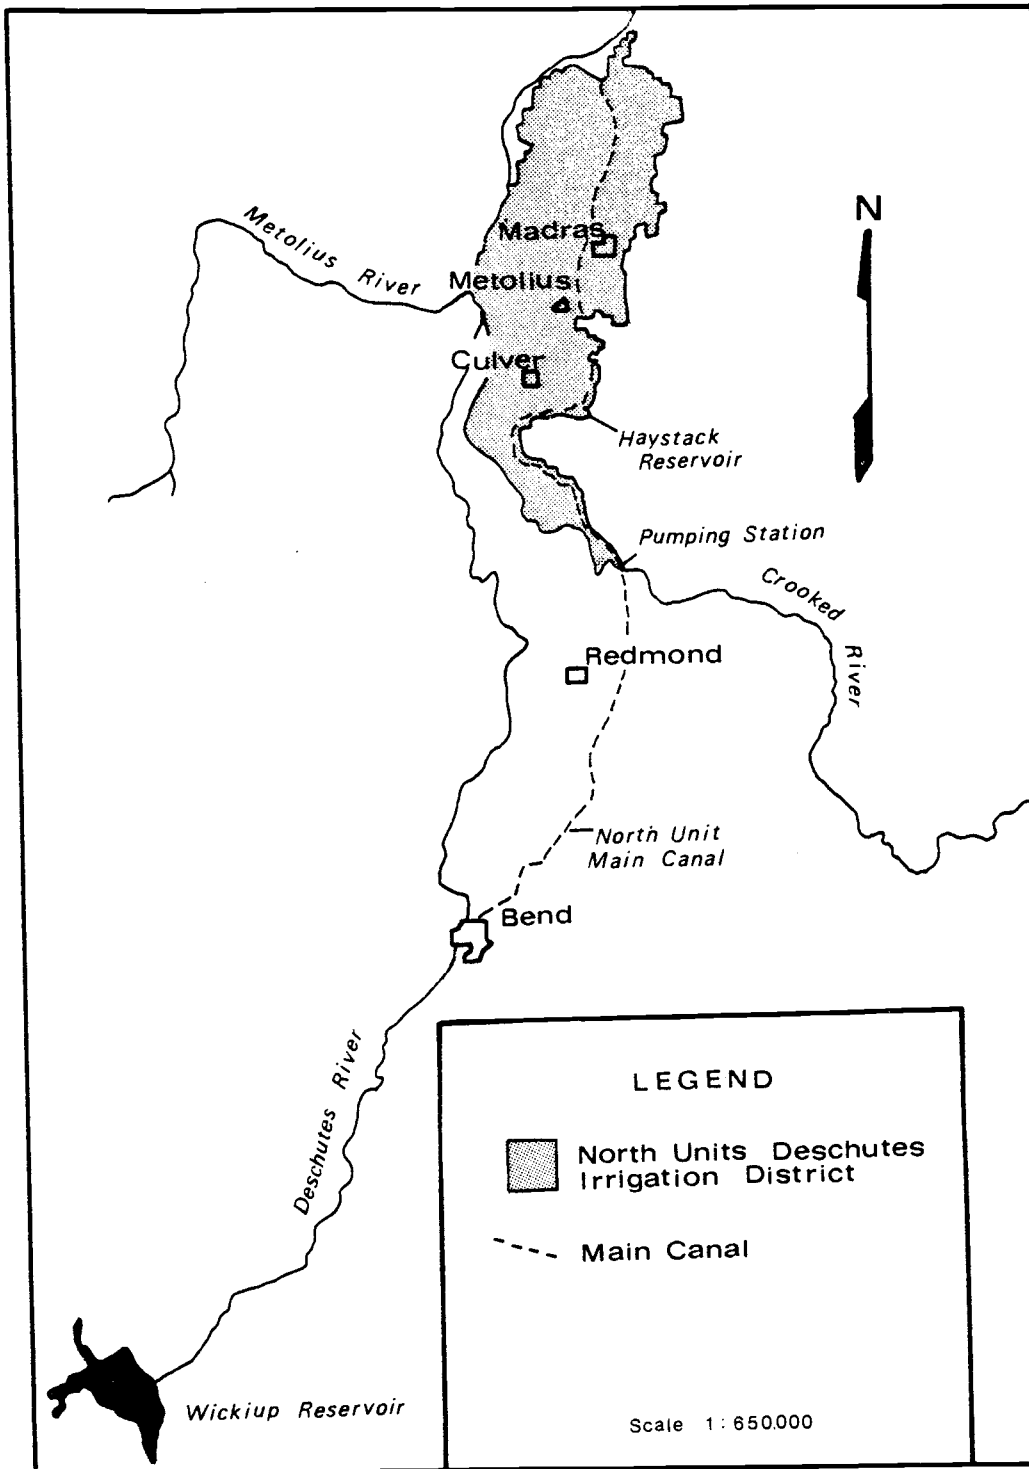 N
Metolius River
Madras
Metolius
Culver
Haystack
Reservoir
Pumping Station
Crooked
River
Redmond
North Unit
Main Canal
Bend
Deschutes River
Wickiup Reservoir
LEGEND
North Units Deschutes
Irrigation District
Main Canal
Scale 1:650.000